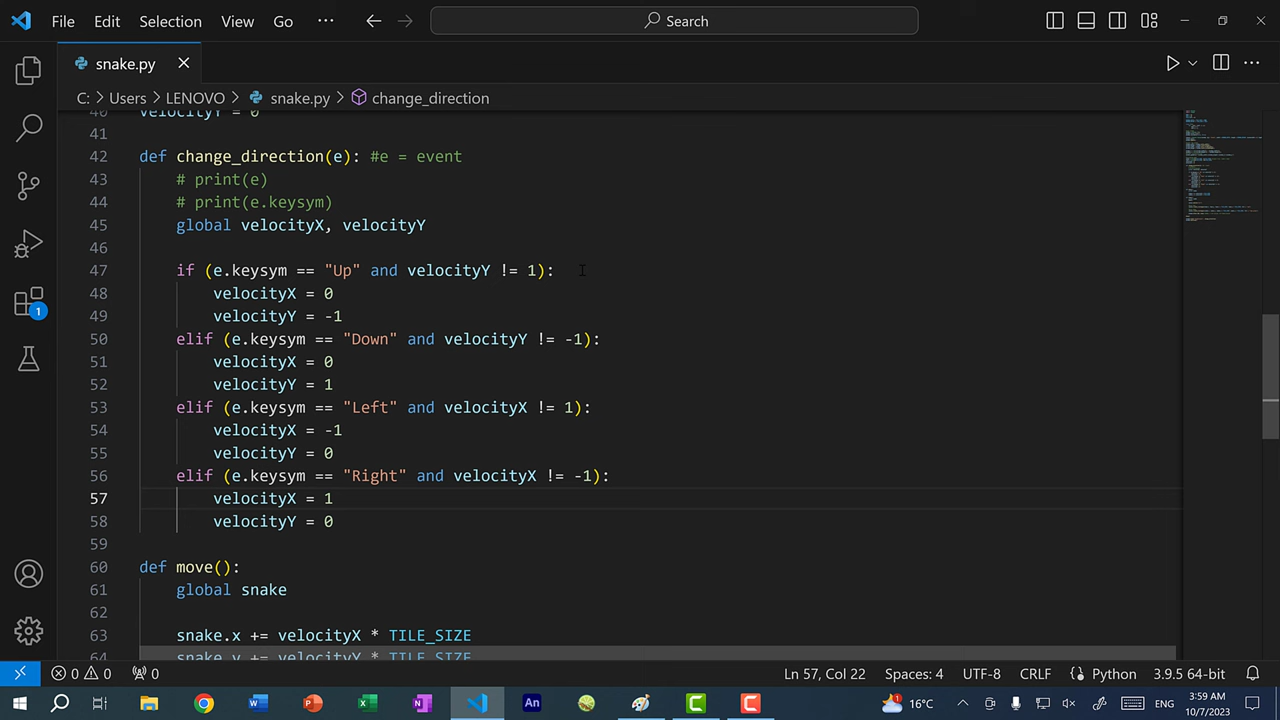 File Edit Selection View Go ··· Search
snake.py
C: > Users > LENOVO > snake.py > change_direction
40 velocityY = 0
41
42 def change_direction(e): #e = event
43 # print(e)
44 # print(e.keysym)
45 global velocityX, velocityY
46
47 if (e.keysym == "Up" and velocityY != 1):
48 velocityX = 0
49 velocityY = -1
50 elif (e.keysym == "Down" and velocityY != -1):
51 velocityX = 0
52 velocityY = 1
53 elif (e.keysym == "Left" and velocityX != 1):
54 velocityX = -1
55 velocityY = 0
56 elif (e.keysym == "Right" and velocityX != -1):
57 velocityX = 1
58 velocityY = 0
59
60 def move():
61 global snake
62
63 snake.x += velocityX * TILE_SIZE
64 snake.y += velocityY * TILE_SIZE
1
0 0 0 Ln 57, Col 22 Spaces: 4 UTF-8 CRLF Python 3.9.5 64-bit
W P X N An C C 16°C ENG 3:59 AM
10/7/2023